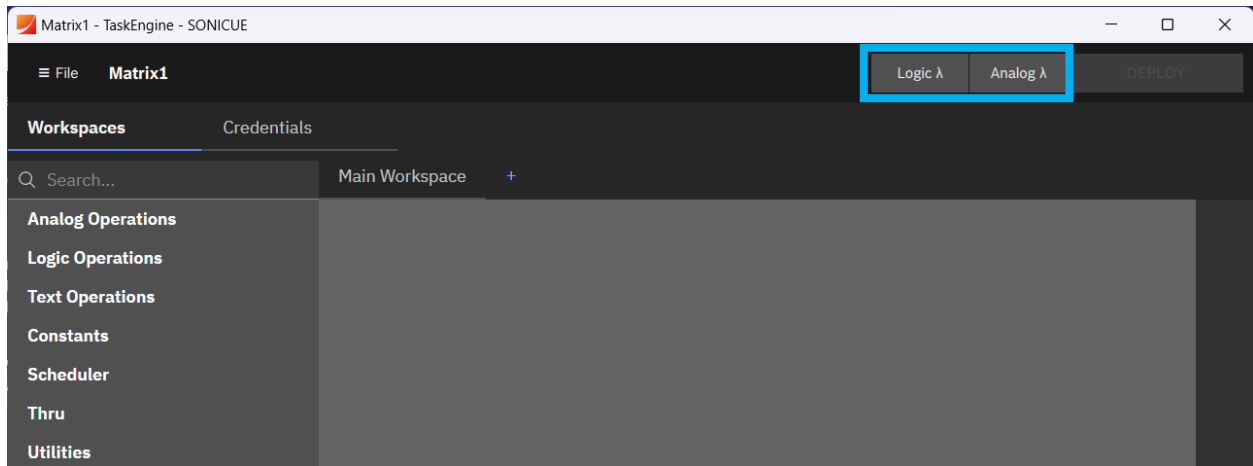 Matrix1 - TaskEngine - SONICUE
≡ File Matrix1 Logic λ Analog λ DEPLOY
Workspaces Credentials
Search... Main Workspace +
Analog Operations
Logic Operations
Text Operations
Constants
Scheduler
Thru
Utilities